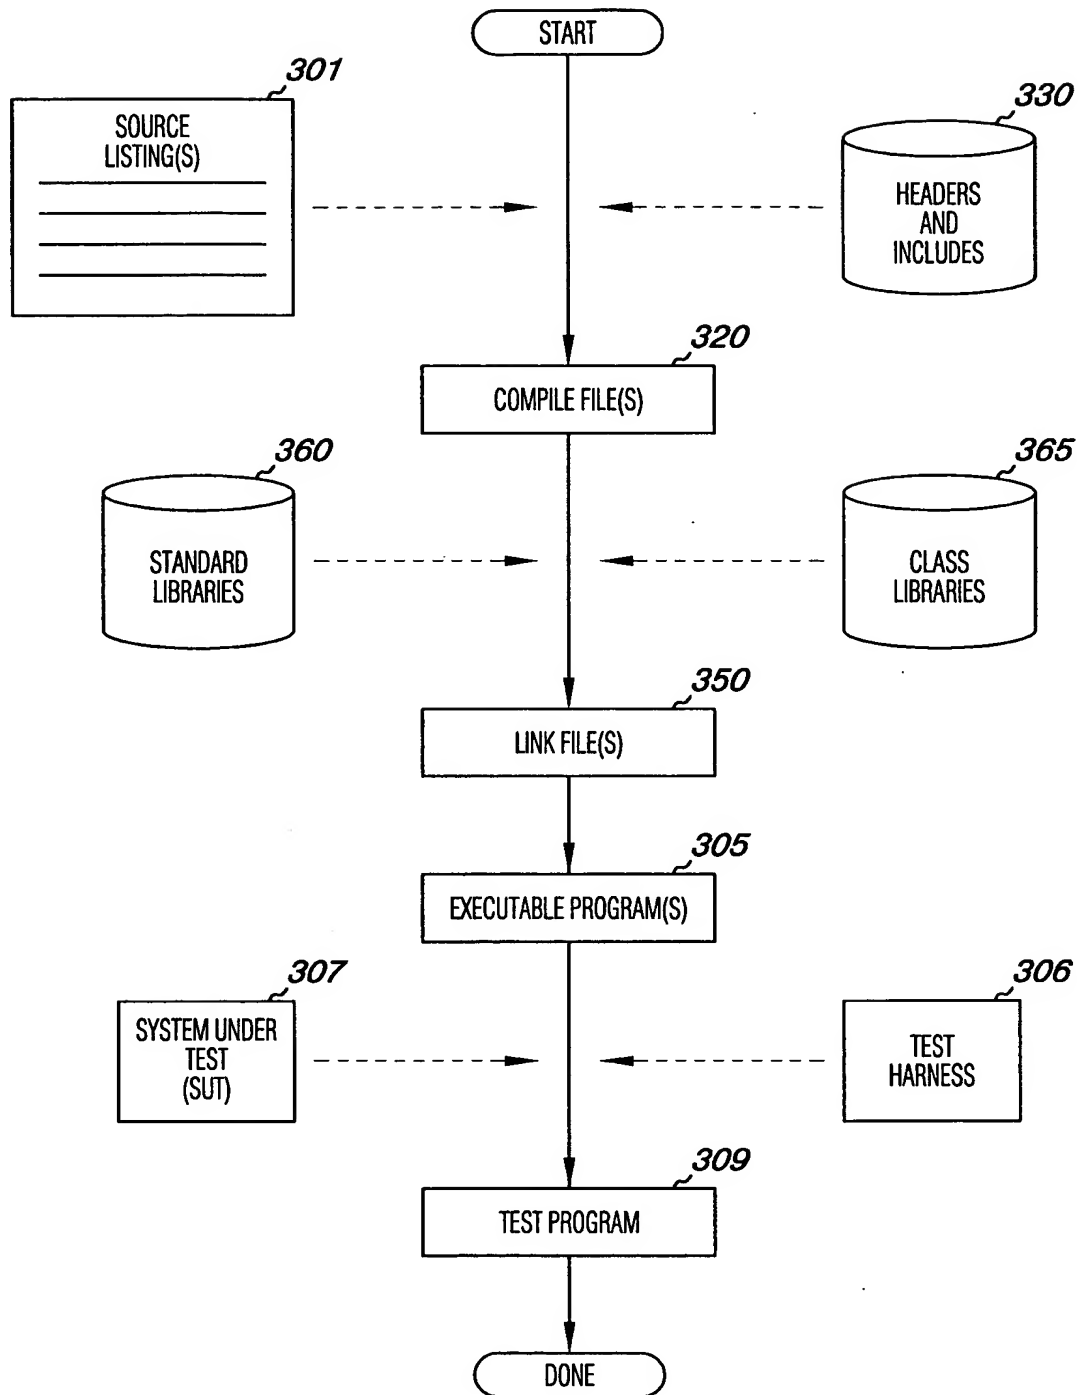 START
301
SOURCE
LISTING(S)
330
HEADERS
AND
INCLUDES
320
COMPILE FILE(S)
360
STANDARD
LIBRARIES
365
CLASS
LIBRARIES
350
LINK FILE(S)
305
EXECUTABLE PROGRAM(S)
307
SYSTEM UNDER
TEST
(SUT)
306
TEST
HARNESS
309
TEST PROGRAM
DONE